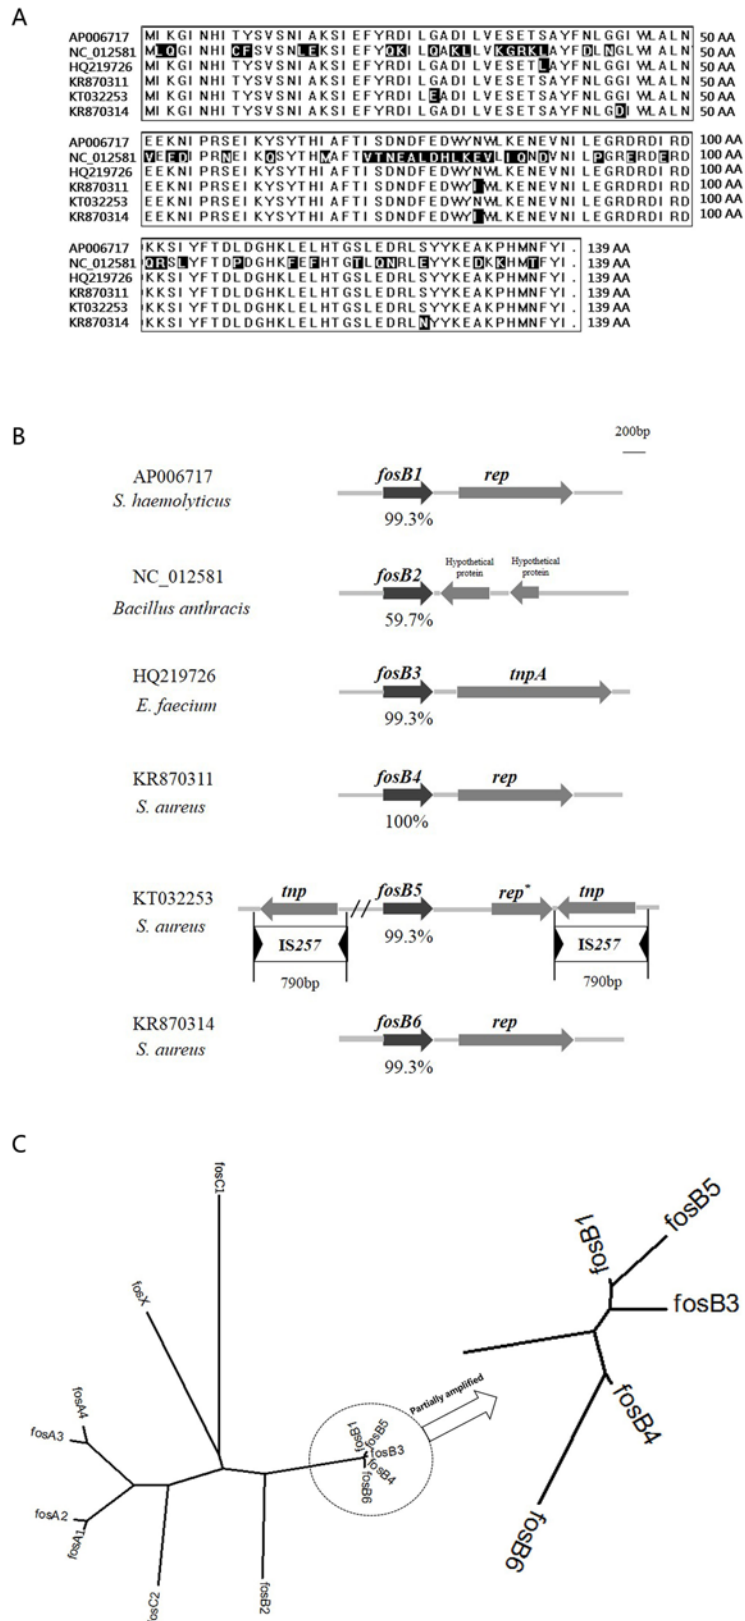 A
AP006717 MIKGINHITYSVSNIAKSIEFYRDILGADILVESETSAYFNLGGIWLALN 50 AA
NC_012581 MLQGINHICFSVSNLEKSIEFYQKILQAKLLVKGRKLAYFDLNGLWLALN 50 AA
HQ219726 MIKGINHITYSVSNIAKSIEFYRDILGADILVESETLAYFNLGGIWLALN 50 AA
KR870311 MIKGINHITYSVSNIAKSIEFYRDILGADILVESETSAYFNLGGIWLALN 50 AA
KT032253 MIKGINHITYSVSNIAKSIEFYRDILEADILVESETSAYFNLGGIWLALN 50 AA
KR870314 MIKGINHITYSVSNIAKSIEFYRDILGADILVESETSAYFNLGDIWLALN 50 AA
AP006717 EEKNIPRSEIKYSYTHIAFTISDNDFEDWYNWLKENEVNILEGRDRDIRD 100 AA
NC_012581 VEEDIPRNEIKQSYTHMAFTVTNEALDHLKEVLIQNDVNILPGRERDERD 100 AA
HQ219726 EEKNIPRSEIKYSYTHIAFTISDNDFEDWYNWLKENEVNILEGRDRDIRD 100 AA
KR870311 EEKNIPRSEIKYSYTHIAFTISDNDFEDWYIWLKENEVNILEGRDRDIRD 100 AA
KT032253 EEKNIPRSEIKYSYTHIAFTISDNDFEDWYNWLKENEVNILEGRDRDIRD 100 AA
KR870314 EEKNIPRSEIKYSYTHIAFTISDNDFEDWYIWLKENEVNILEGRDRDIRD 100 AA
AP006717 KKSIYFTDLDGHKLELHTGSLEDRLSYYKEAKPHMNFYI. 139 AA
NC_012581 QRSLYFTDPDGHKFEFHTGTLQNRLEYYKEDKKHMTFYI. 139 AA
HQ219726 KKSIYFTDLDGHKLELHTGSLEDRLSYYKEAKPHMNFYI. 139 AA
KR870311 KKSIYFTDLDGHKLELHTGSLEDRLSYYKEAKPHMNFYI. 139 AA
KT032253 KKSIYFTDLDGHKLELHTGSLEDRLSYYKEAKPHMNFYI. 139 AA
KR870314 KKSIYFTDLDGHKLELHTGSLEDRLNYYKEAKPHMNFYI. 139 AA
B
200bp
AP006717
S. haemolyticus
fosB1 rep
99.3%
NC_012581
Bacillus anthracis
fosB2
Hypothetical protein
Hypothetical protein
59.7%
HQ219726
E. faecium
fosB3 tnpA
99.3%
KR870311
S. aureus
fosB4 rep
100%
KT032253
S. aureus
tnp fosB5 rep* tnp
99.3%
IS257 IS257
790bp 790bp
KR870314
S. aureus
fosB6 rep
99.3%
C
fosC1
fosX
fosA4
fosA3
fosA2
fosA1
fosC2
fosB2
fosB1
fosB5
fosB3
fosB4
fosB6
Partially amplified
fosB1
fosB5
fosB3
fosB4
fosB6